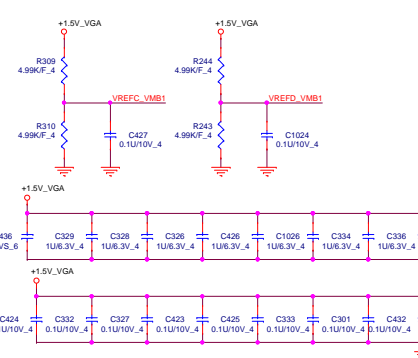 +1.5V_VGA
+1.5V_VGA
R309
4.99K/F_4
R244
4.99K/F_4
VREFC_VMB1
VREFD_VMB1
R310
4.99K/F_4
C427
0.1U/10V_4
R243
4.99K/F_4
C1024
0.1U/10V_4
+1.5V_VGA
436
VS_6
C329
1U/6.3V_4
C328
1U/6.3V_4
C326
1U/6.3V_4
C426
1U/6.3V_4
C1026
1U/6.3V_4
C334
1U/6.3V_4
C336
1U/6.3V_4
+1.5V_VGA
C424
1U/10V_4
C332
0.1U/10V_4
C327
0.1U/10V_4
C423
0.1U/10V_4
C425
0.1U/10V_4
C333
0.1U/10V_4
C301
0.1U/10V_4
C432
0.1U/10V_4